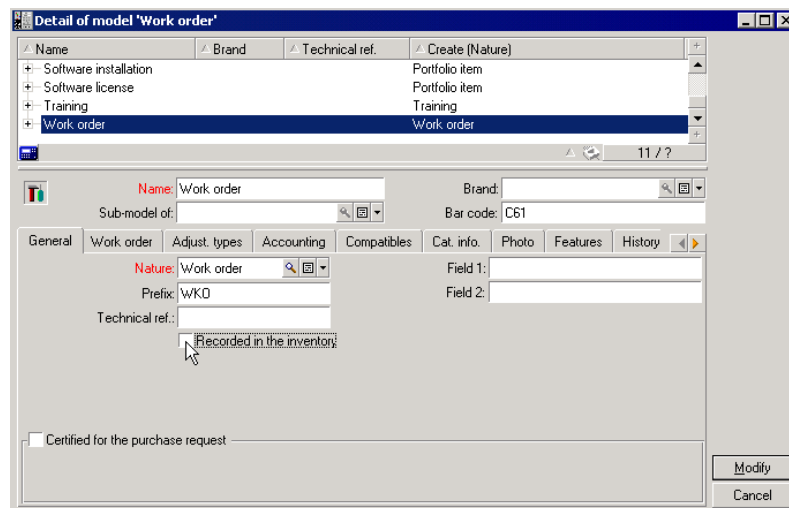 Detail of model 'Work order'
Name Brand Technical ref. Create (Nature)
Software installation Portfolio item
Software license Portfolio item
Training Training
Work order Work order
11 / ?
Name: Work order Brand:
Sub-model of: Bar code: C61
General Work order Adjust. types Accounting Compatibles Cat. info. Photo Features History
Nature: Work order Field 1:
Prefix: WKO Field 2:
Technical ref.:
Recorded in the inventory
Certified for the purchase request
Modify
Cancel